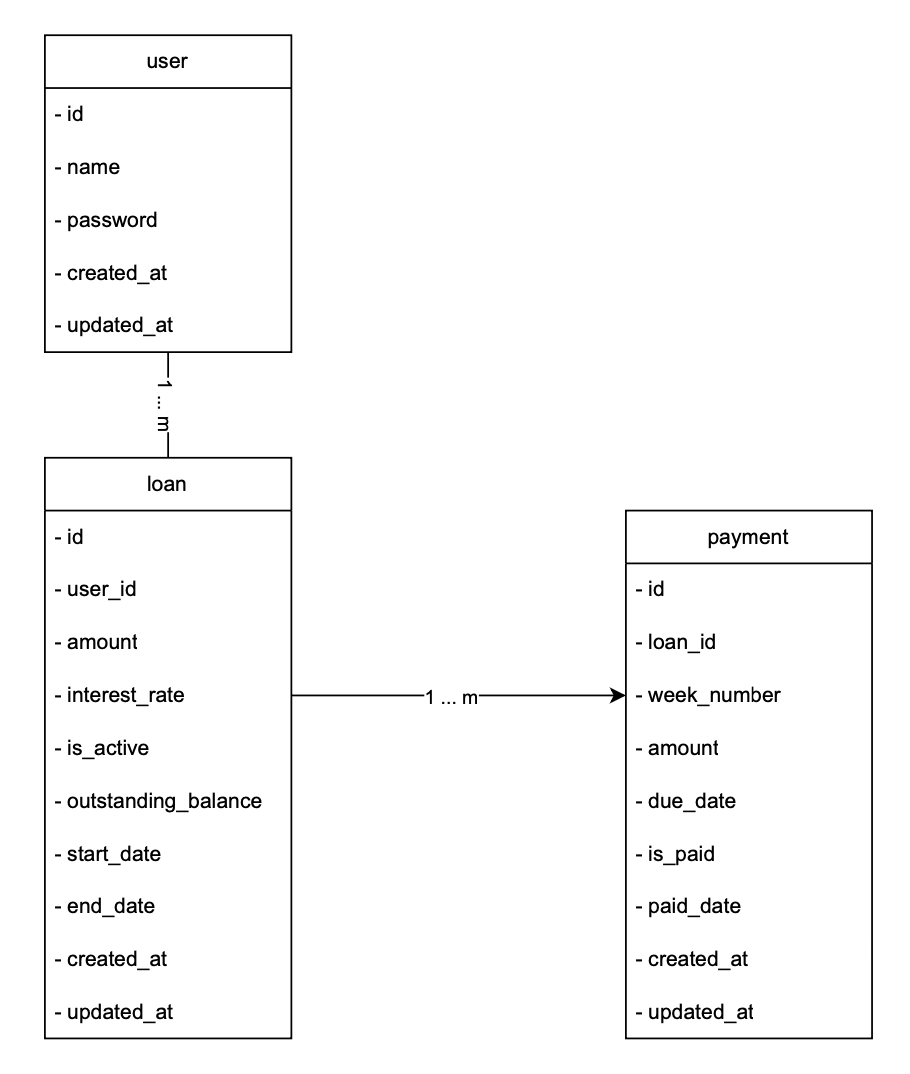 user
- id
- name
- password
- created_at
- updated_at
1 ... m
loan
- id
- user_id
- amount
- interest_rate
- is_active
- outstanding_balance
- start_date
- end_date
- created_at
- updated_at
1 ... m
payment
- id
- loan_id
- week_number
- amount
- due_date
- is_paid
- paid_date
- created_at
- updated_at